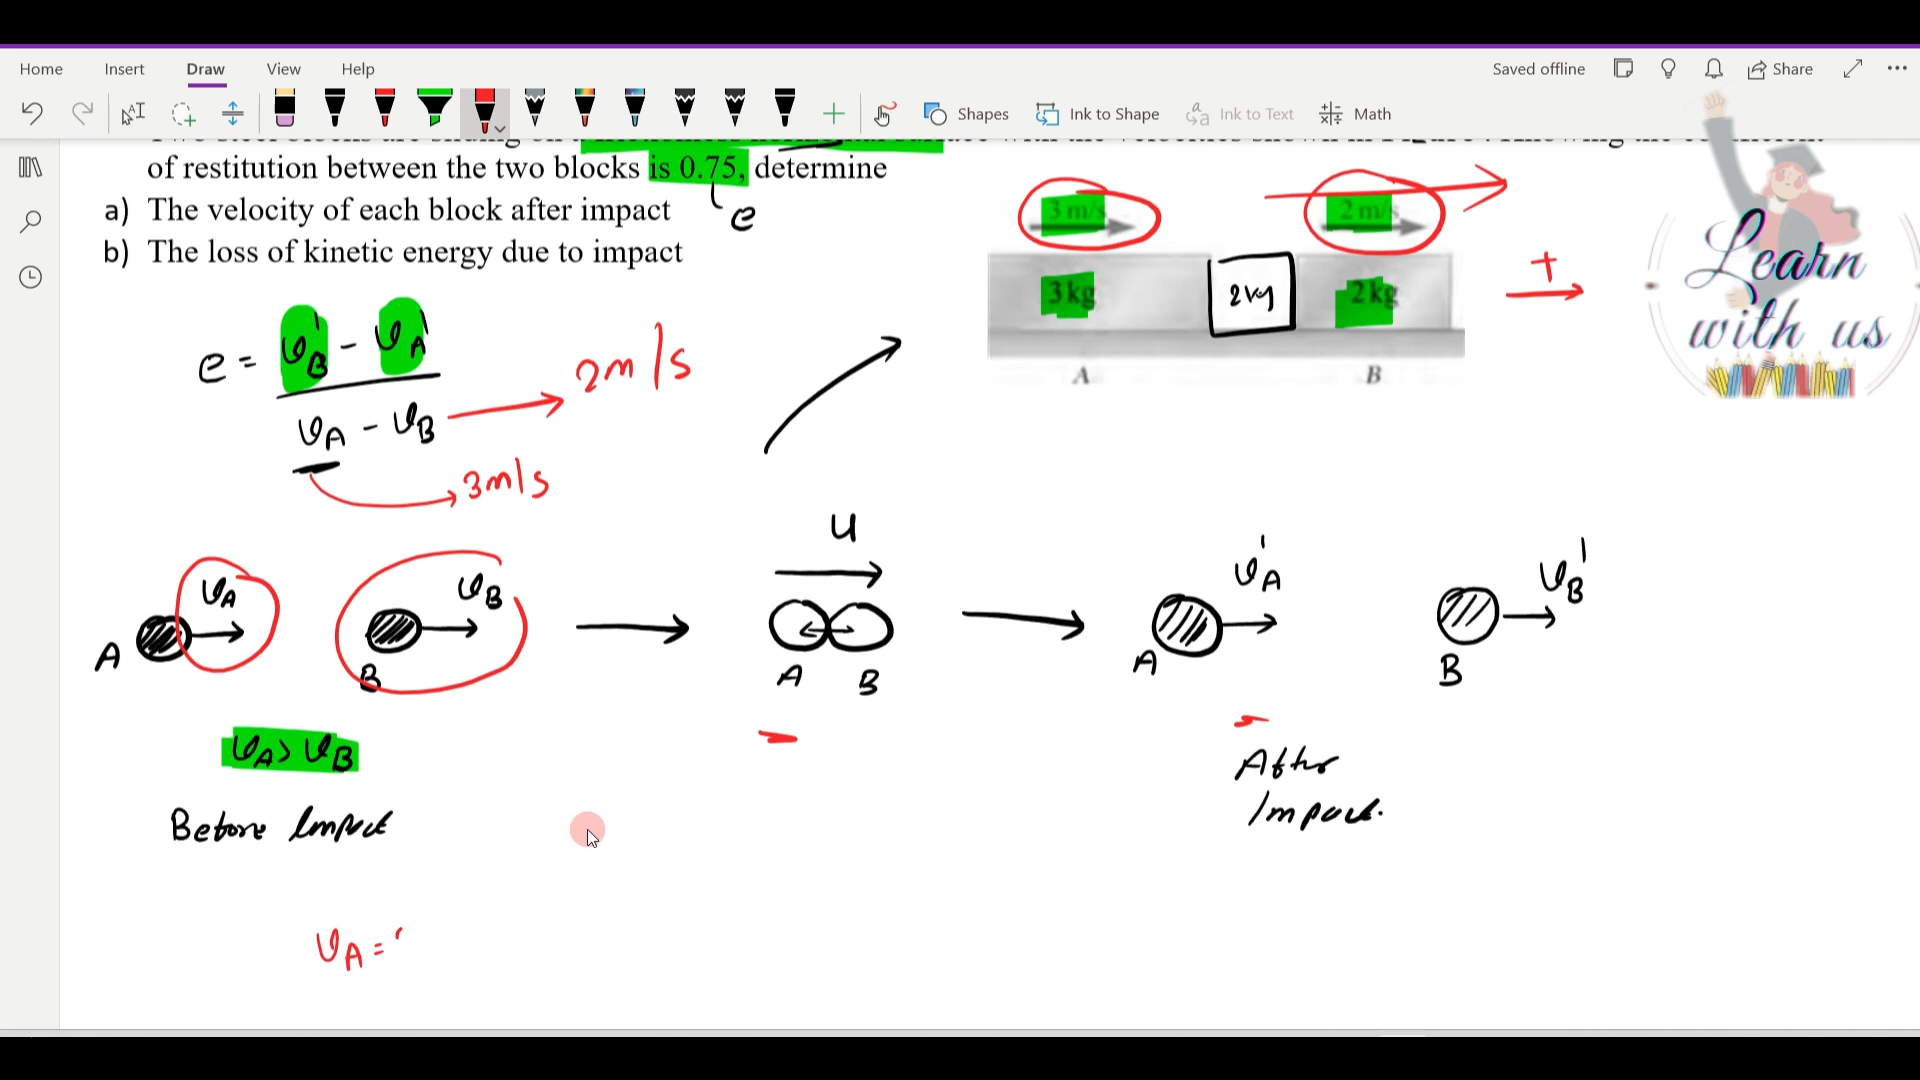 Home Insert Draw View Help Saved offline Share
Shapes Ink to Shape Ink to Text Math
of restitution between the two blocks is 0.75, determine
a) The velocity of each block after impact
b) The loss of kinetic energy due to impact
e
3 m/s 2 m/s
+
3 kg 2kg 2 kg
A B
Learn
with us
e = vB' - vA'
vA - vB
2m/s
3m/s
u
vA vB vA' vB'
A B A B A B
vA > vB
Before Impact
After
Impact.
vA =